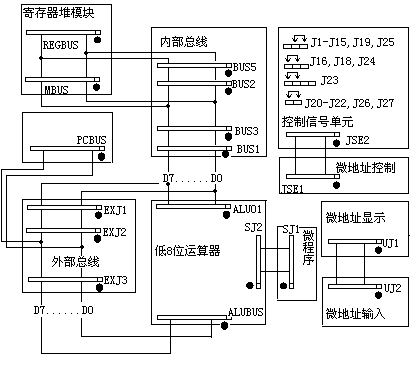 寄存器堆模块
REGBUS
MBUS
内部总线
BUS5
BUS2
BUS3
BUS1
D7......D0
J1-J15,J19,J25
J16,J18,J24
J23
J20-J22,J26,J27
控制信号单元
JSE2
微地址控制
JSE1
PCBUS
EXJ1
EXJ2
外部总线
EXJ3
D7......D0
ALUO1
低8位运算器
SJ2
ALUBUS
SJ1
微程序
微地址显示
UJ1
UJ2
微地址输入